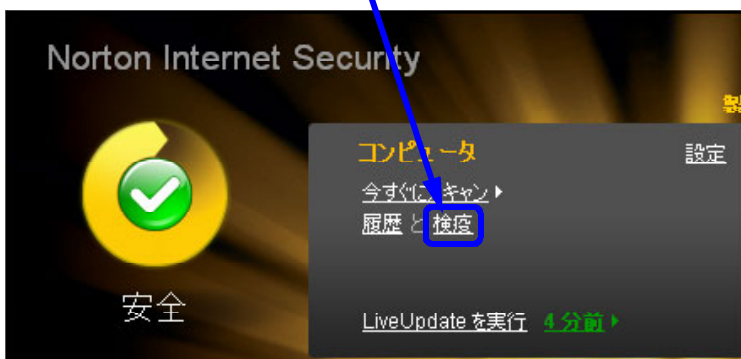 Norton Internet Security
コンピュータ
設定
今すぐにスキャン
履歴 と 検疫
安全
LiveUpdate を実行 4 分前